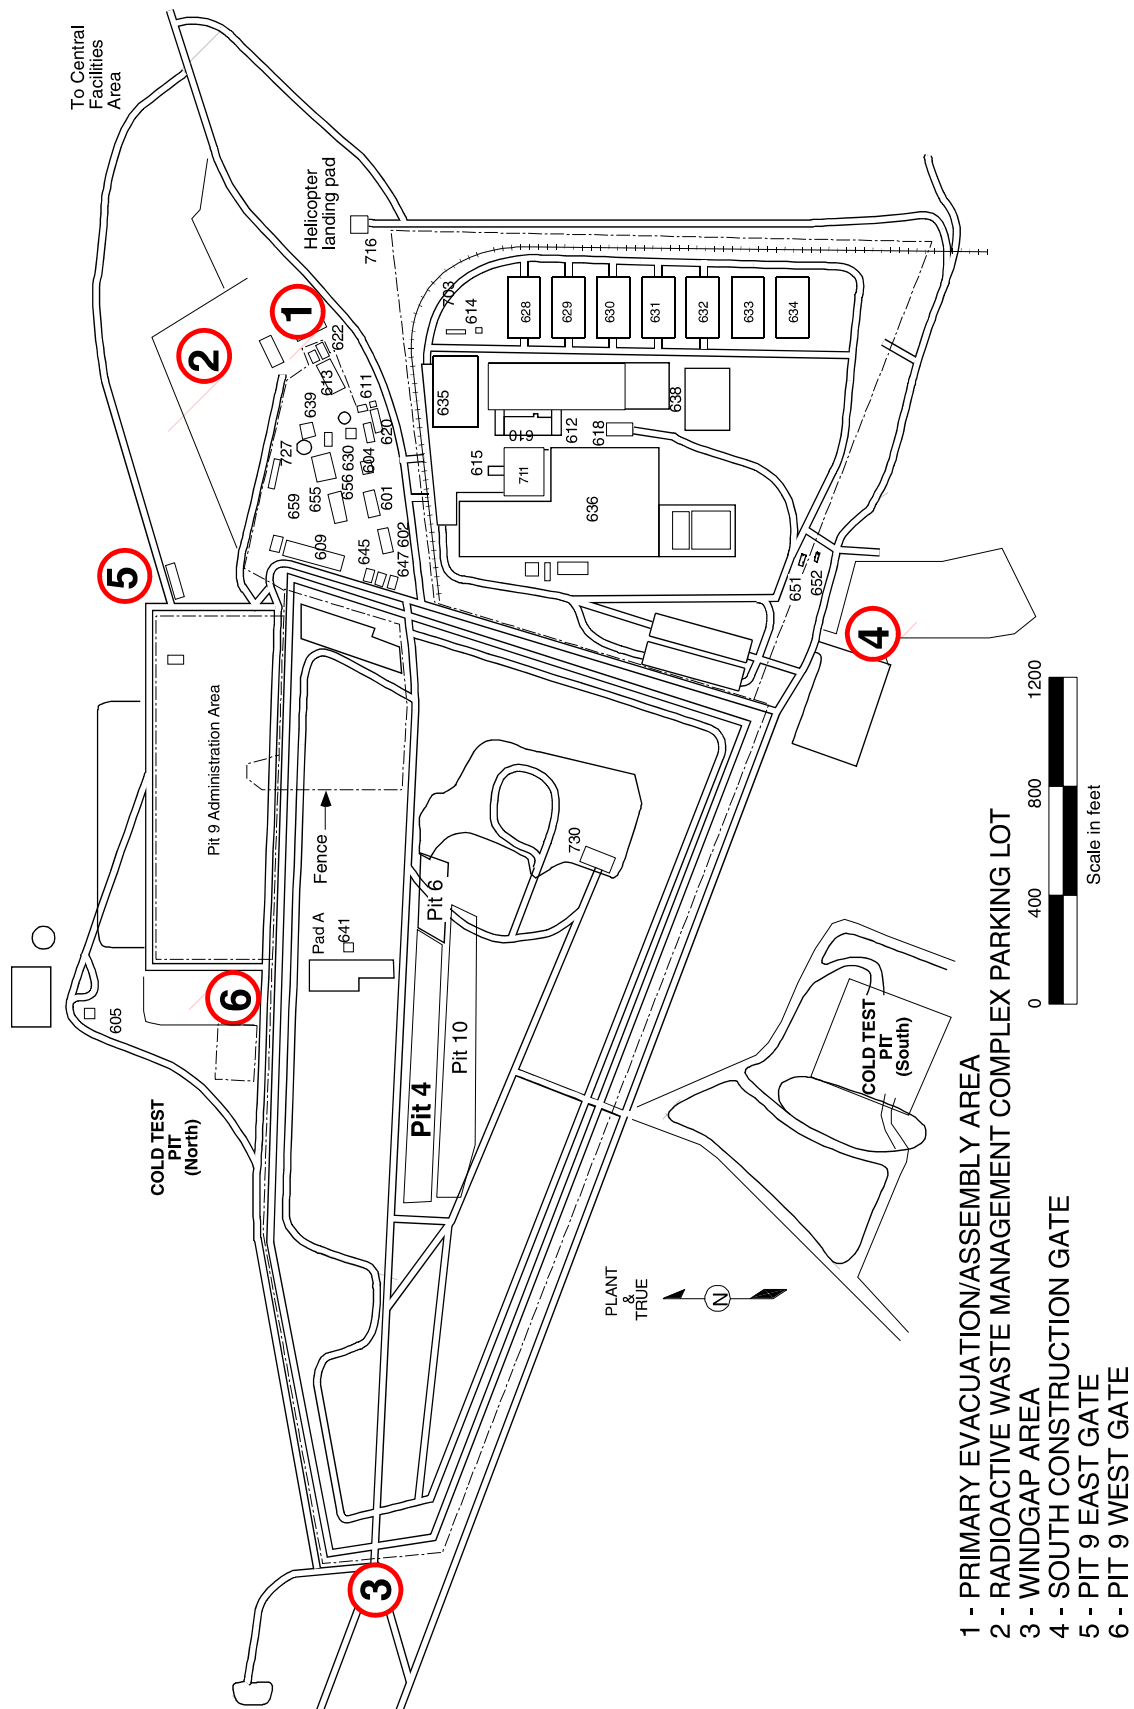 To Central
Facilities
Area
Helicopter
landing pad
716
2
1
703
614
622
613
639
611
620
727
630
604
656
655
659
601
602
609
645
647
628
629
630
631
632
633
634
635
638
610
612
618
615
711
636
651
652
5
4
Pit 9 Administration Area
Fence
Pad A
641
Pit 6
730
6
605
Pit 10
Pit 4
COLD TEST
PIT
(North)
COLD TEST
PIT
(South)
PLANT
&
TRUE
N
3
0
400
800
1200
Scale in feet
1 - PRIMARY EVACUATION/ASSEMBLY AREA
2 - RADIOACTIVE WASTE MANAGEMENT COMPLEX PARKING LOT
3 - WINDGAP AREA
4 - SOUTH CONSTRUCTION GATE
5 - PIT 9 EAST GATE
6 - PIT 9 WEST GATE